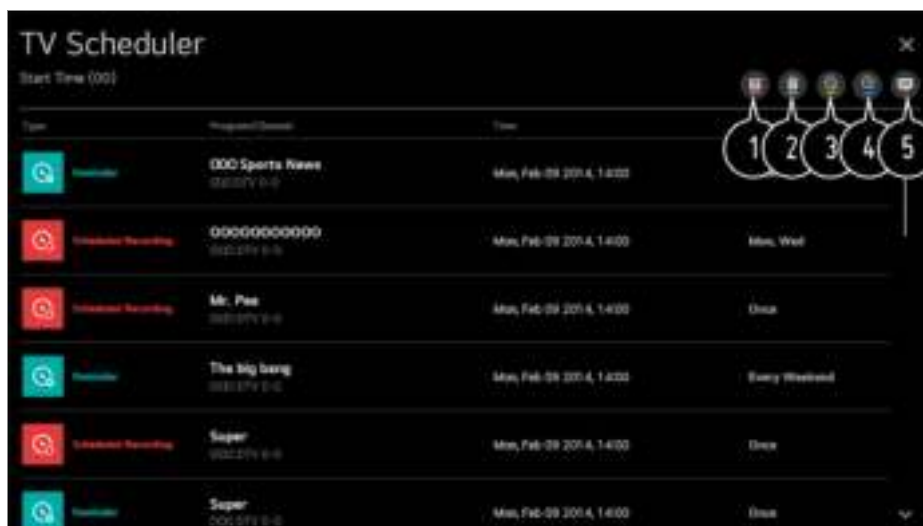 TV Scheduler
Start Time (00)
Type Time
1 2 3 4 5
Reminder OOO Sports News Mon, Feb 09 2014, 14:00
Scheduled Recording OOOOOOOOOOO Mon, Feb 09 2014, 14:00 Mon, Wed
Scheduled Recording Mr. Pee Mon, Feb 09 2014, 14:00 Once
Reminder The big bang Mon, Feb 09 2014, 14:00 Every Weekend
Scheduled Recording Super Mon, Feb 09 2014, 14:00 Once
Reminder Super Mon, Feb 09 2014, 14:00 Once